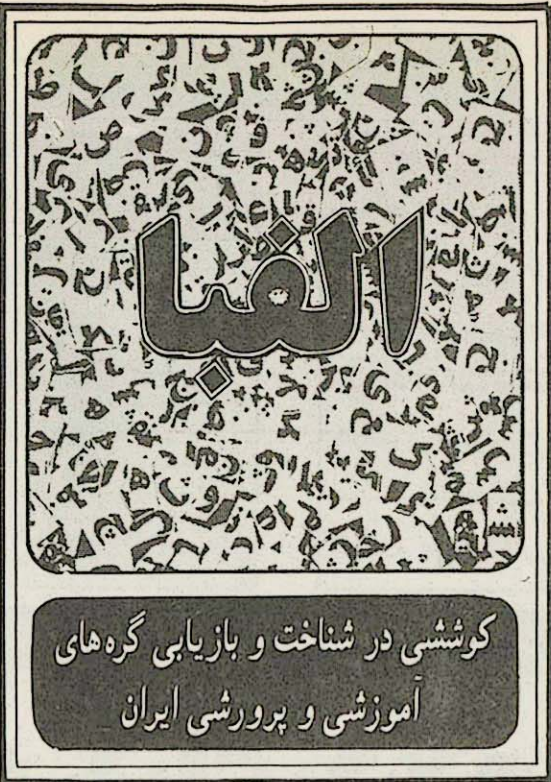 الفبا
کوششی در شناخت و بازیابی گره‌های
آموزشی و پرورشی ایران